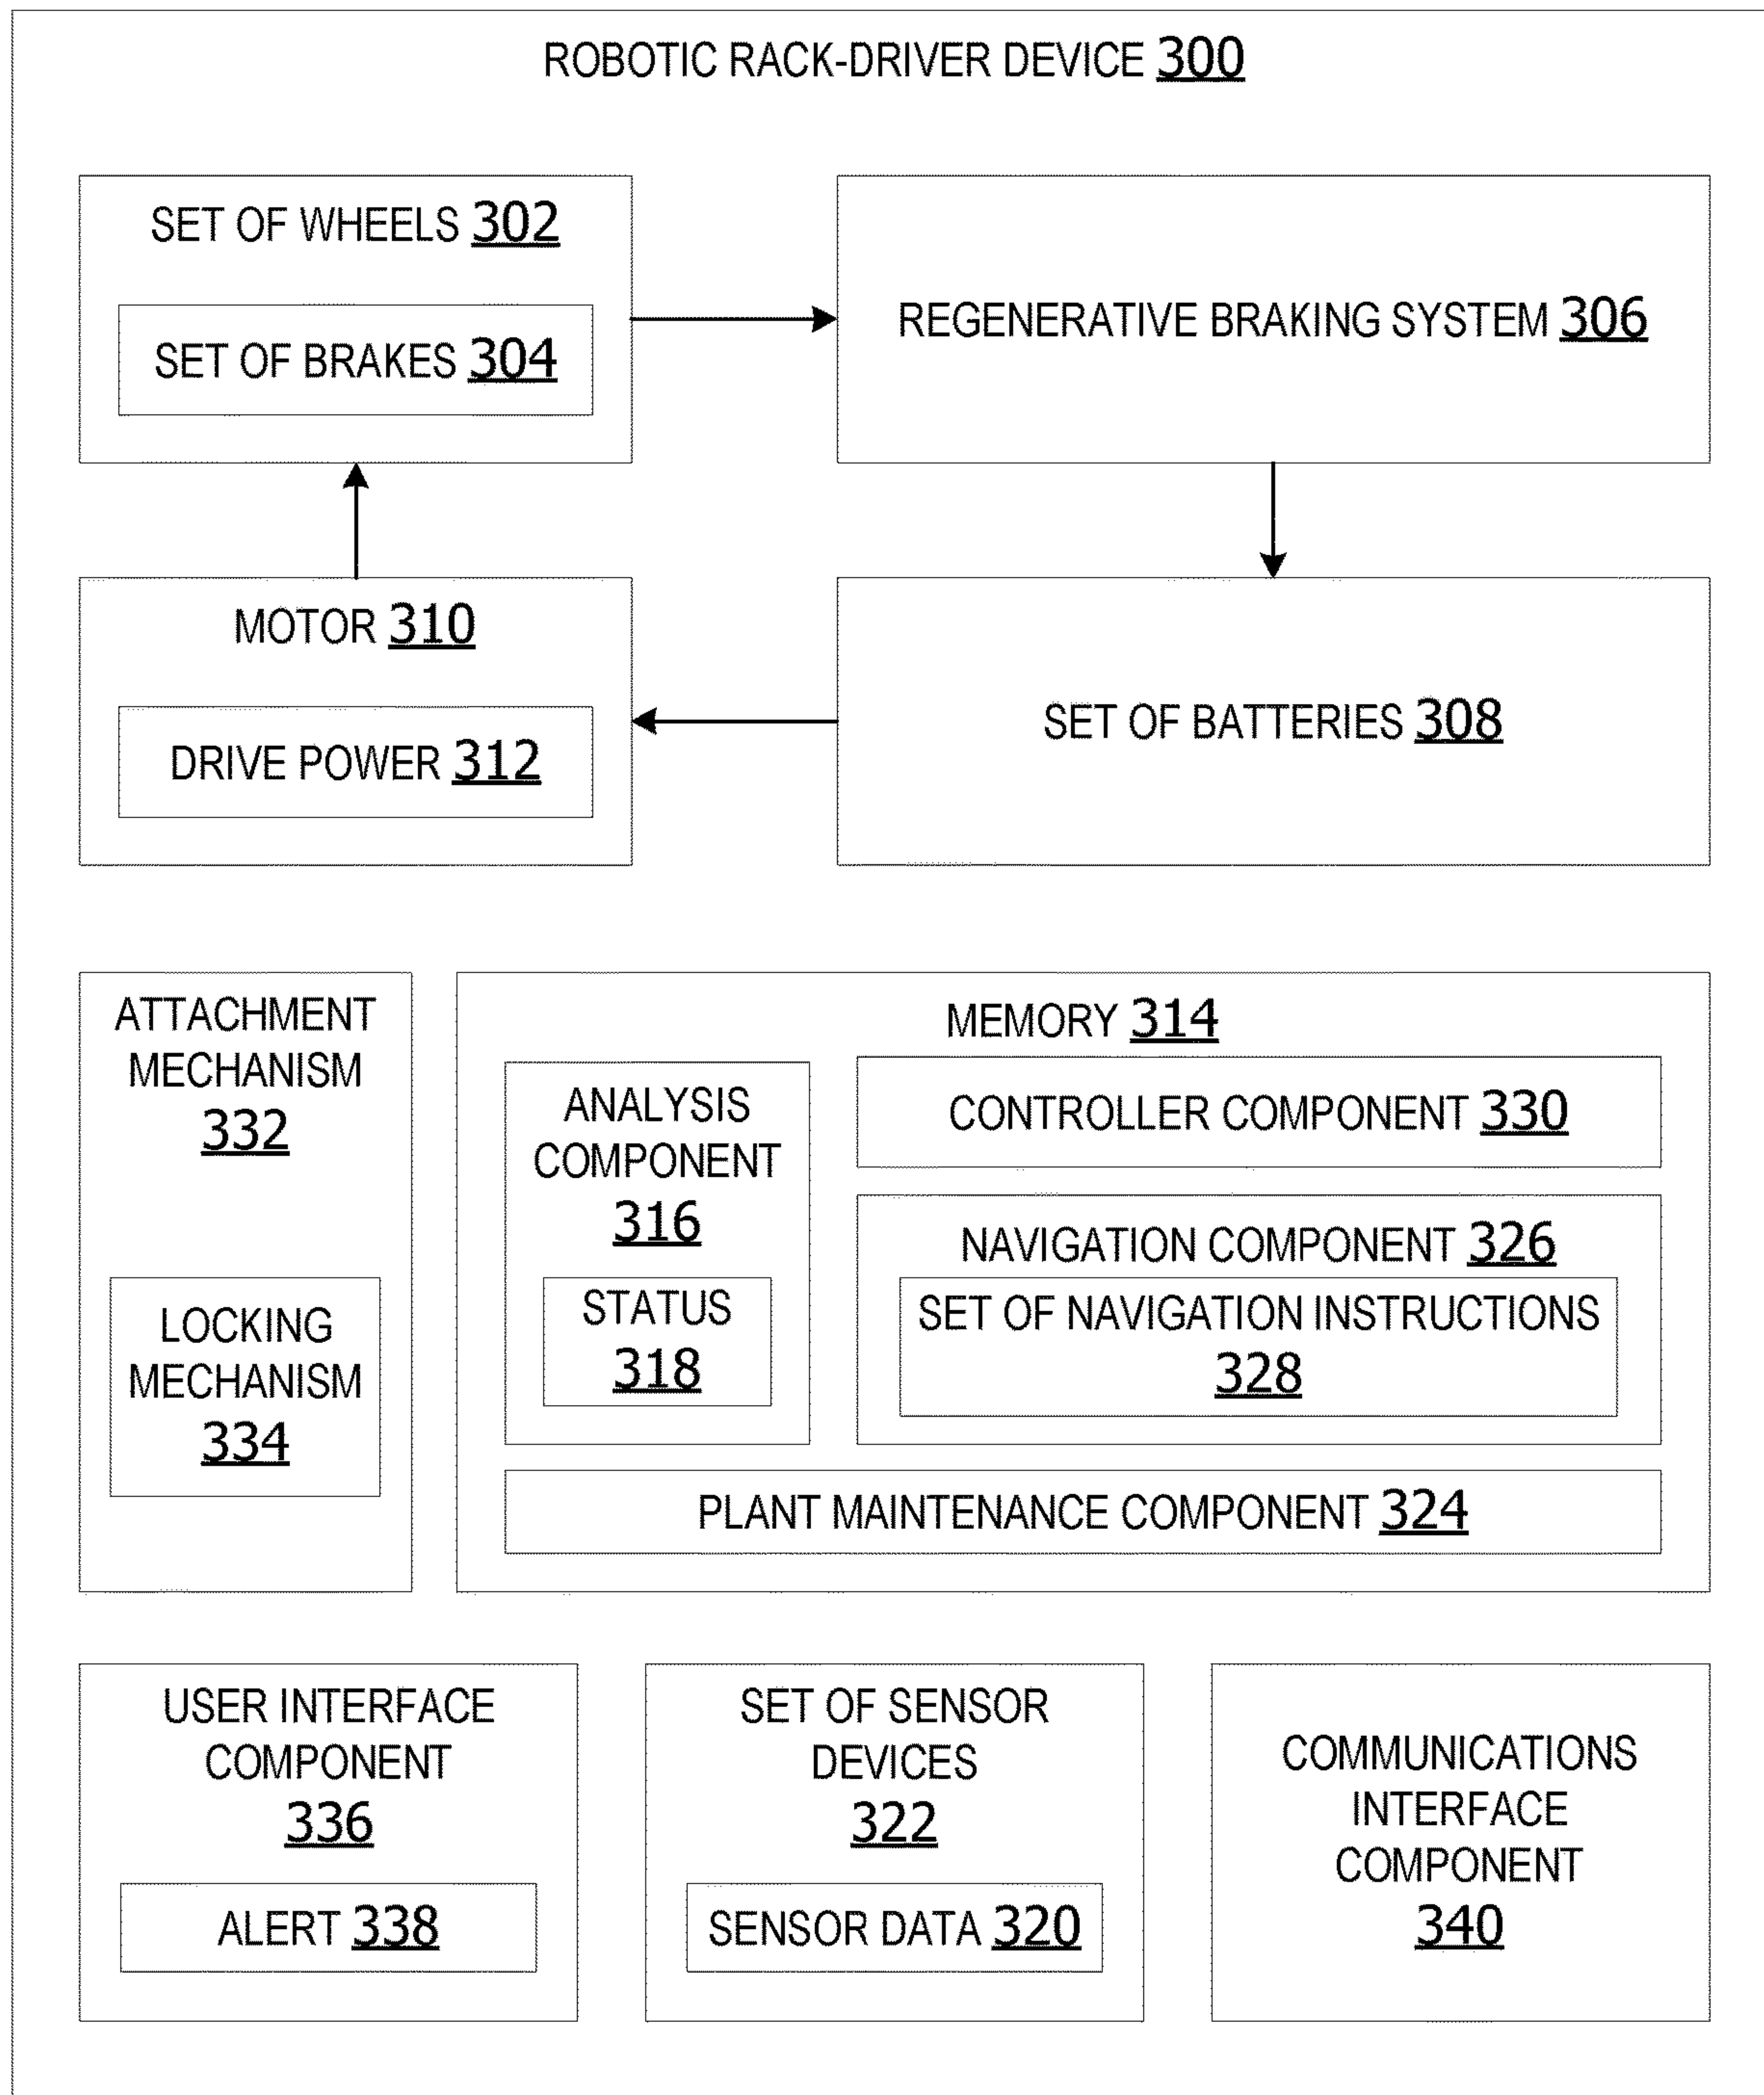 ROBOTIC RACK-DRIVER DEVICE 300
SET OF WHEELS 302
SET OF BRAKES 304
REGENERATIVE BRAKING SYSTEM 306
MOTOR 310
DRIVE POWER 312
SET OF BATTERIES 308
ATTACHMENT
MECHANISM
332
LOCKING
MECHANISM
334
MEMORY 314
ANALYSIS
COMPONENT
316
STATUS
318
CONTROLLER COMPONENT 330
NAVIGATION COMPONENT 326
SET OF NAVIGATION INSTRUCTIONS
328
PLANT MAINTENANCE COMPONENT 324
USER INTERFACE
COMPONENT
336
ALERT 338
SET OF SENSOR
DEVICES
322
SENSOR DATA 320
COMMUNICATIONS
INTERFACE
COMPONENT
340